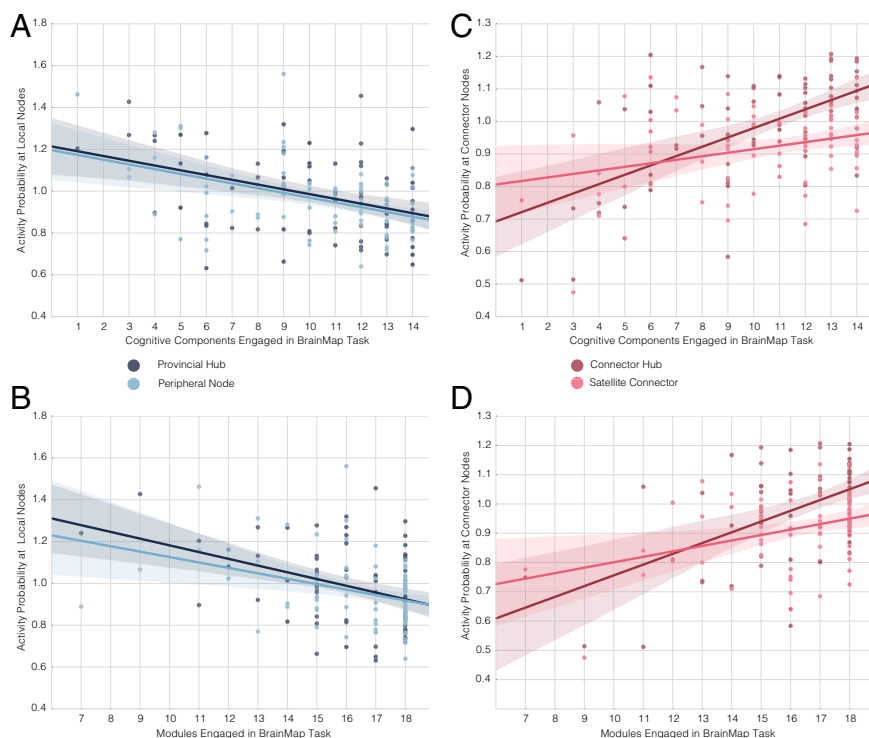 A
1.8
1.6
1.4
1.2
1.0
0.8
0.6
0.4
Activity Probability at Local Nodes
1 2 3 4 5 6 7 8 9 10 11 12 13 14
Cognitive Components Engaged in BrainMap Task
Provincial Hub
Peripheral Node
C
1.3
1.2
1.1
1.0
0.9
0.8
0.7
0.6
0.5
0.4
Activity Probability at Connector Nodes
1 2 3 4 5 6 7 8 9 10 11 12 13 14
Cognitive Components Engaged in BrainMap Task
Connector Hub
Satellite Connector
B
1.8
1.6
1.4
1.2
1.0
0.8
0.6
0.4
Activity Probability at Local Nodes
7 8 9 10 11 12 13 14 15 16 17 18
Modules Engaged in BrainMap Task
D
1.3
1.2
1.1
1.0
0.9
0.8
0.7
0.6
0.5
0.4
Activity Probability at Connector Nodes
7 8 9 10 11 12 13 14 15 16 17 18
Modules Engaged in BrainMap Task